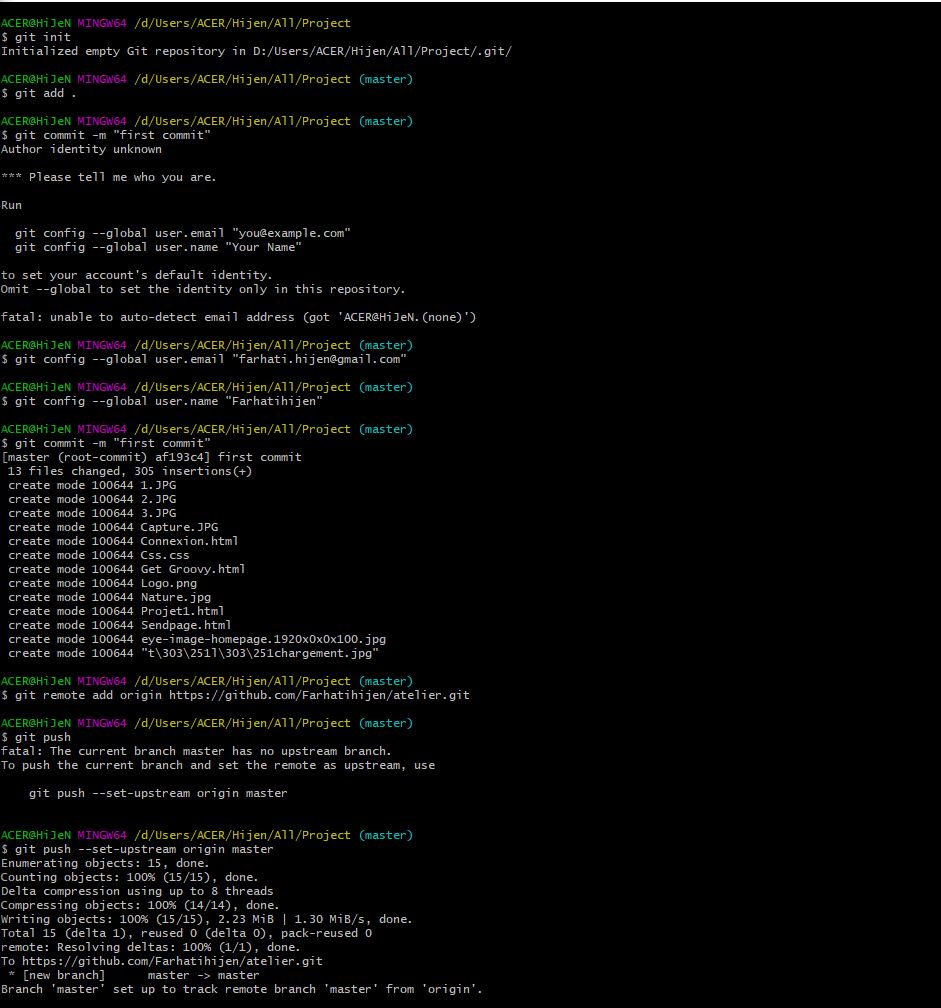 ACER@HiJeN MINGW64 /d/Users/ACER/Hijen/All/Project
$ git init
Initialized empty Git repository in D:/Users/ACER/Hijen/All/Project/.git/
ACER@HiJeN MINGW64 /d/Users/ACER/Hijen/All/Project (master)
$ git add .
ACER@HiJeN MINGW64 /d/Users/ACER/Hijen/All/Project (master)
$ git commit -m "first commit"
Author identity unknown
*** Please tell me who you are.
Run
  git config --global user.email "you@example.com"
  git config --global user.name "Your Name"
to set your account's default identity.
Omit --global to set the identity only in this repository.
fatal: unable to auto-detect email address (got 'ACER@HiJeN.(none)')
ACER@HiJeN MINGW64 /d/Users/ACER/Hijen/All/Project (master)
$ git config --global user.email "farhati.hijen@gmail.com"
ACER@HiJeN MINGW64 /d/Users/ACER/Hijen/All/Project (master)
$ git config --global user.name "Farhatihijen"
ACER@HiJeN MINGW64 /d/Users/ACER/Hijen/All/Project (master)
$ git commit -m "first commit"
[master (root-commit) af193c4] first commit
 13 files changed, 305 insertions(+)
 create mode 100644 1.JPG
 create mode 100644 2.JPG
 create mode 100644 3.JPG
 create mode 100644 Capture.JPG
 create mode 100644 Connexion.html
 create mode 100644 Css.css
 create mode 100644 Get Groovy.html
 create mode 100644 Logo.png
 create mode 100644 Nature.jpg
 create mode 100644 Projet1.html
 create mode 100644 Sendpage.html
 create mode 100644 eye-image-homepage.1920x0x0x100.jpg
 create mode 100644 "t\303\251l\303\251chargement.jpg"
ACER@HiJeN MINGW64 /d/Users/ACER/Hijen/All/Project (master)
$ git remote add origin https://github.com/Farhatihijen/atelier.git
ACER@HiJeN MINGW64 /d/Users/ACER/Hijen/All/Project (master)
$ git push
fatal: The current branch master has no upstream branch.
To push the current branch and set the remote as upstream, use
    git push --set-upstream origin master
ACER@HiJeN MINGW64 /d/Users/ACER/Hijen/All/Project (master)
$ git push --set-upstream origin master
Enumerating objects: 15, done.
Counting objects: 100% (15/15), done.
Delta compression using up to 8 threads
Compressing objects: 100% (14/14), done.
Writing objects: 100% (15/15), 2.23 MiB | 1.30 MiB/s, done.
Total 15 (delta 1), reused 0 (delta 0), pack-reused 0
remote: Resolving deltas: 100% (1/1), done.
To https://github.com/Farhatihijen/atelier.git
 * [new branch]      master -> master
Branch 'master' set up to track remote branch 'master' from 'origin'.